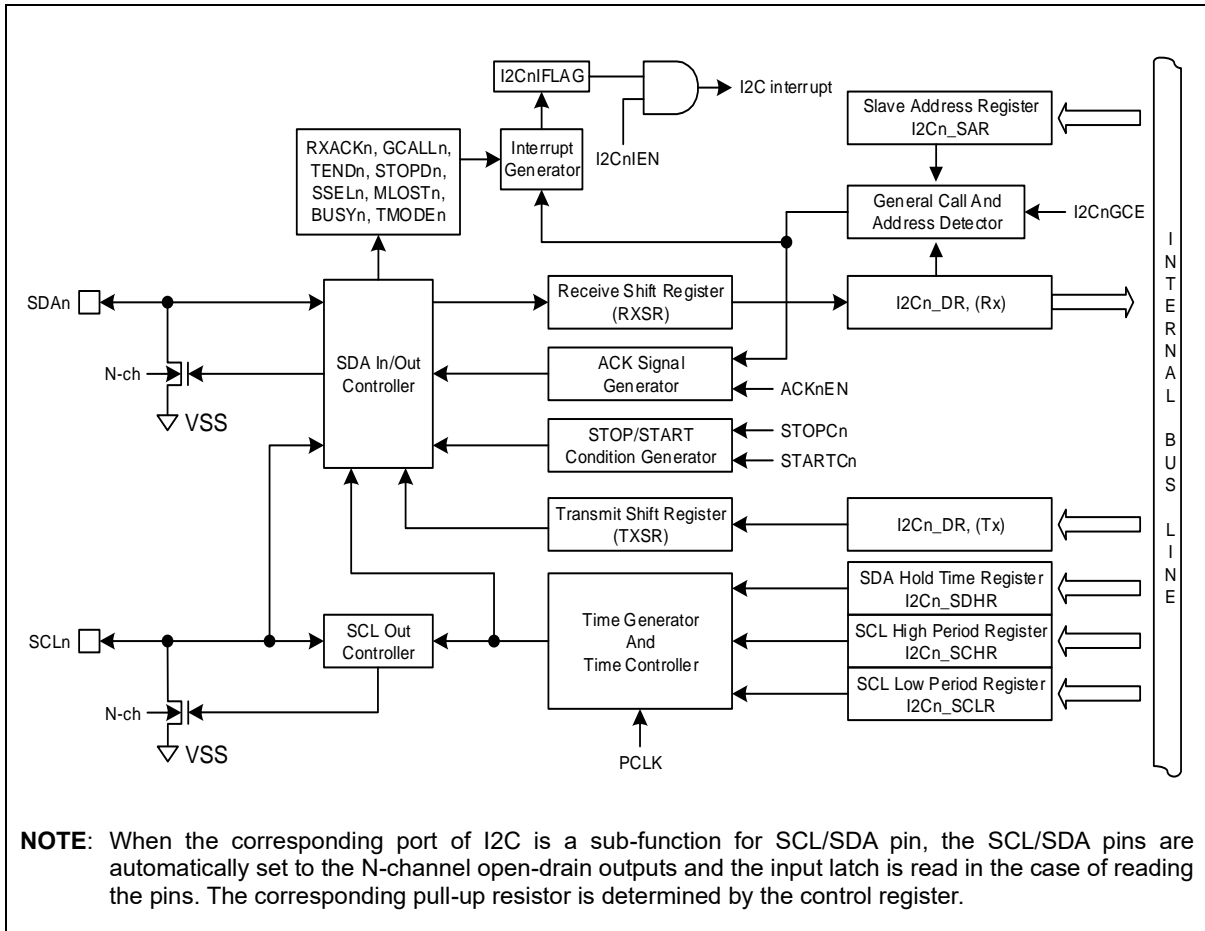 I2CnIFLAG
I2C interrupt
I2CnIEN
Slave Address Register
I2Cn_SAR
RXACKn, GCALLn,
TENDn, STOPDn,
SSELn, MLOSTn,
BUSYn, TMODEn
Interrupt
Generator
General Call And
Address Detector
I2CnGCE
SDAn
SDA In/Out
Controller
Receive Shift Register
(RXSR)
I2Cn_DR, (Rx)
N-ch
VSS
ACK Signal
Generator
ACKnEN
STOP/START
Condition Generator
STOPCn
STARTCn
Transmit Shift Register
(TXSR)
I2Cn_DR, (Tx)
SCLn
SCL Out
Controller
Time Generator
And
Time Controller
SDA Hold Time Register
I2Cn_SDHR
SCL High Period Register
I2Cn_SCHR
SCL Low Period Register
I2Cn_SCLR
N-ch
VSS
PCLK
INTERNAL BUS LINE
NOTE: When the corresponding port of I2C is a sub-function for SCL/SDA pin, the SCL/SDA pins are
automatically set to the N-channel open-drain outputs and the input latch is read in the case of reading
the pins. The corresponding pull-up resistor is determined by the control register.